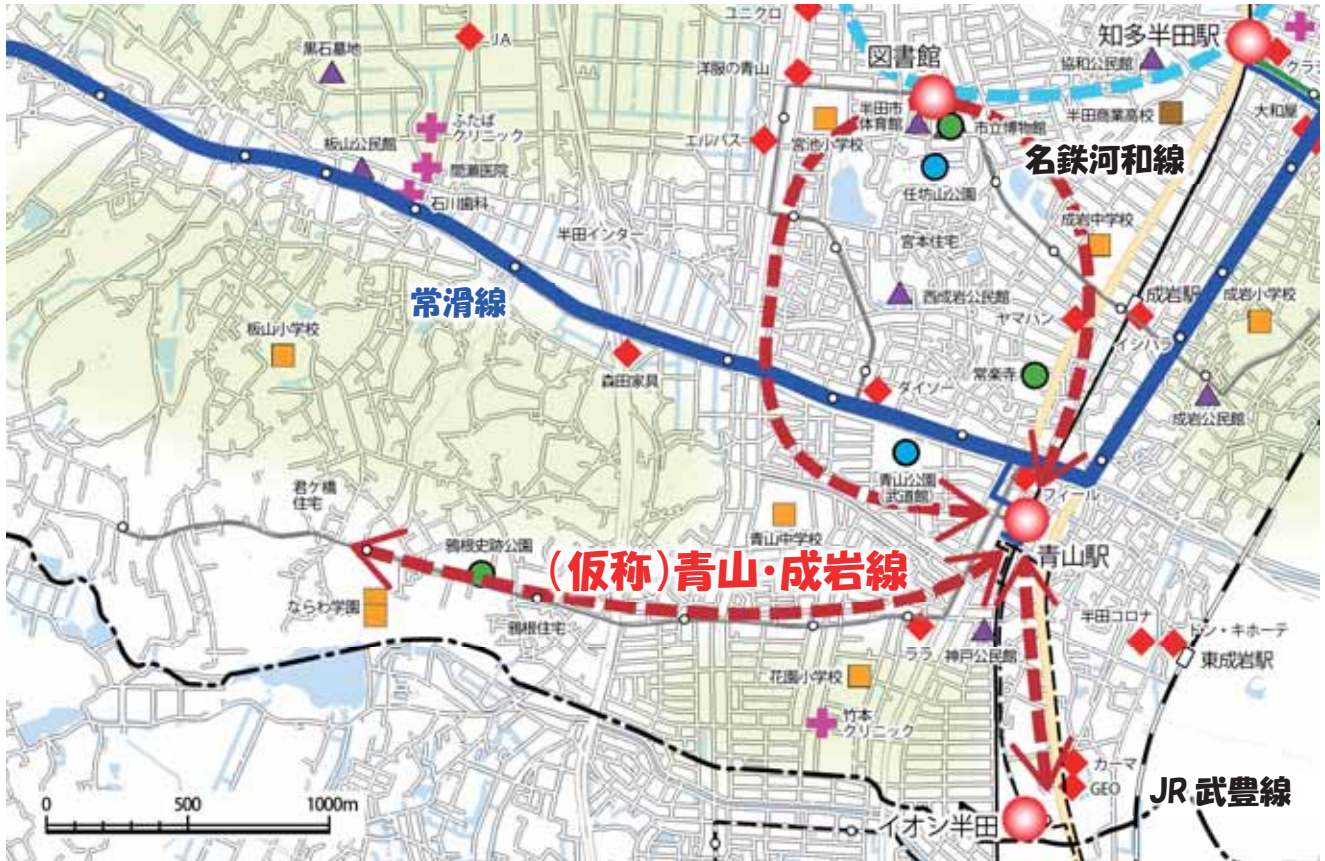 ユニクロ
知多半田駅
JA
黒石墓地
図書館
協和公民館
クラシ
洋服の青山
半田市
体育館
市立博物館
半田商業高校
大和屋
ふたば
クリニック
エルパス
宮池小学校
板山公民館
間瀬医院
名鉄河和線
任坊山公園
石川歯科
成岩中学校
半田インター
宮本住宅
常滑線
西成岩公民館
成岩駅
成岩小学校
ヤマハン
イシハラ
板山小学校
森田家具
常楽寺
ダイソー
成岩公民館
青山公園
(武道館)
フィール
君ケ橋
住宅
青山中学校
鴉根史跡公園
(仮称)青山・成岩線
青山駅
ならわ学園
鴉根住宅
半田コロナ
ドン・キホーテ
ララ
神戸公民館
東成岩駅
花園小学校
竹本
クリニック
カーマ
GEO
JR 武豊線
0 500 1000m
イオン半田